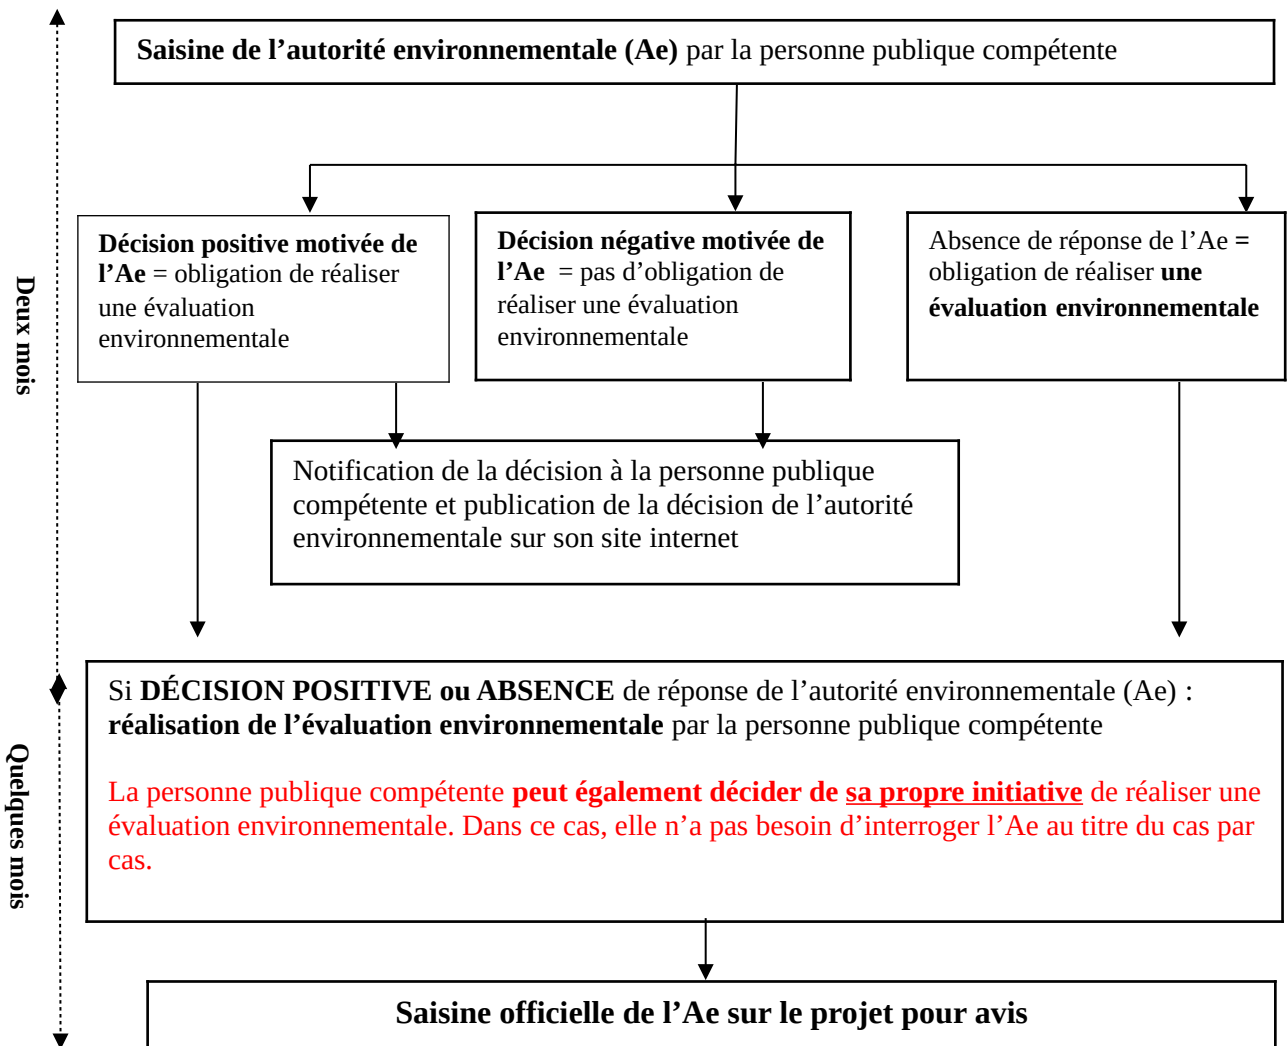 Saisine de l’autorité environnementale (Ae) par la personne publique compétente
Décision positive motivée de
l’Ae = obligation de réaliser
une évaluation
environnementale
Décision négative motivée de
l’Ae = pas d’obligation de
réaliser une évaluation
environnementale
Absence de réponse de l’Ae =
obligation de réaliser une
évaluation environnementale
Deux mois
Notification de la décision à la personne publique
compétente et publication de la décision de l’autorité
environnementale sur son site internet
Si DÉCISION POSITIVE ou ABSENCE de réponse de l’autorité environnementale (Ae) :
réalisation de l’évaluation environnementale par la personne publique compétente
La personne publique compétente peut également décider de sa propre initiative de réaliser une
évaluation environnementale. Dans ce cas, elle n’a pas besoin d’interroger l’Ae au titre du cas par
cas.
Quelques mois
Saisine officielle de l’Ae sur le projet pour avis